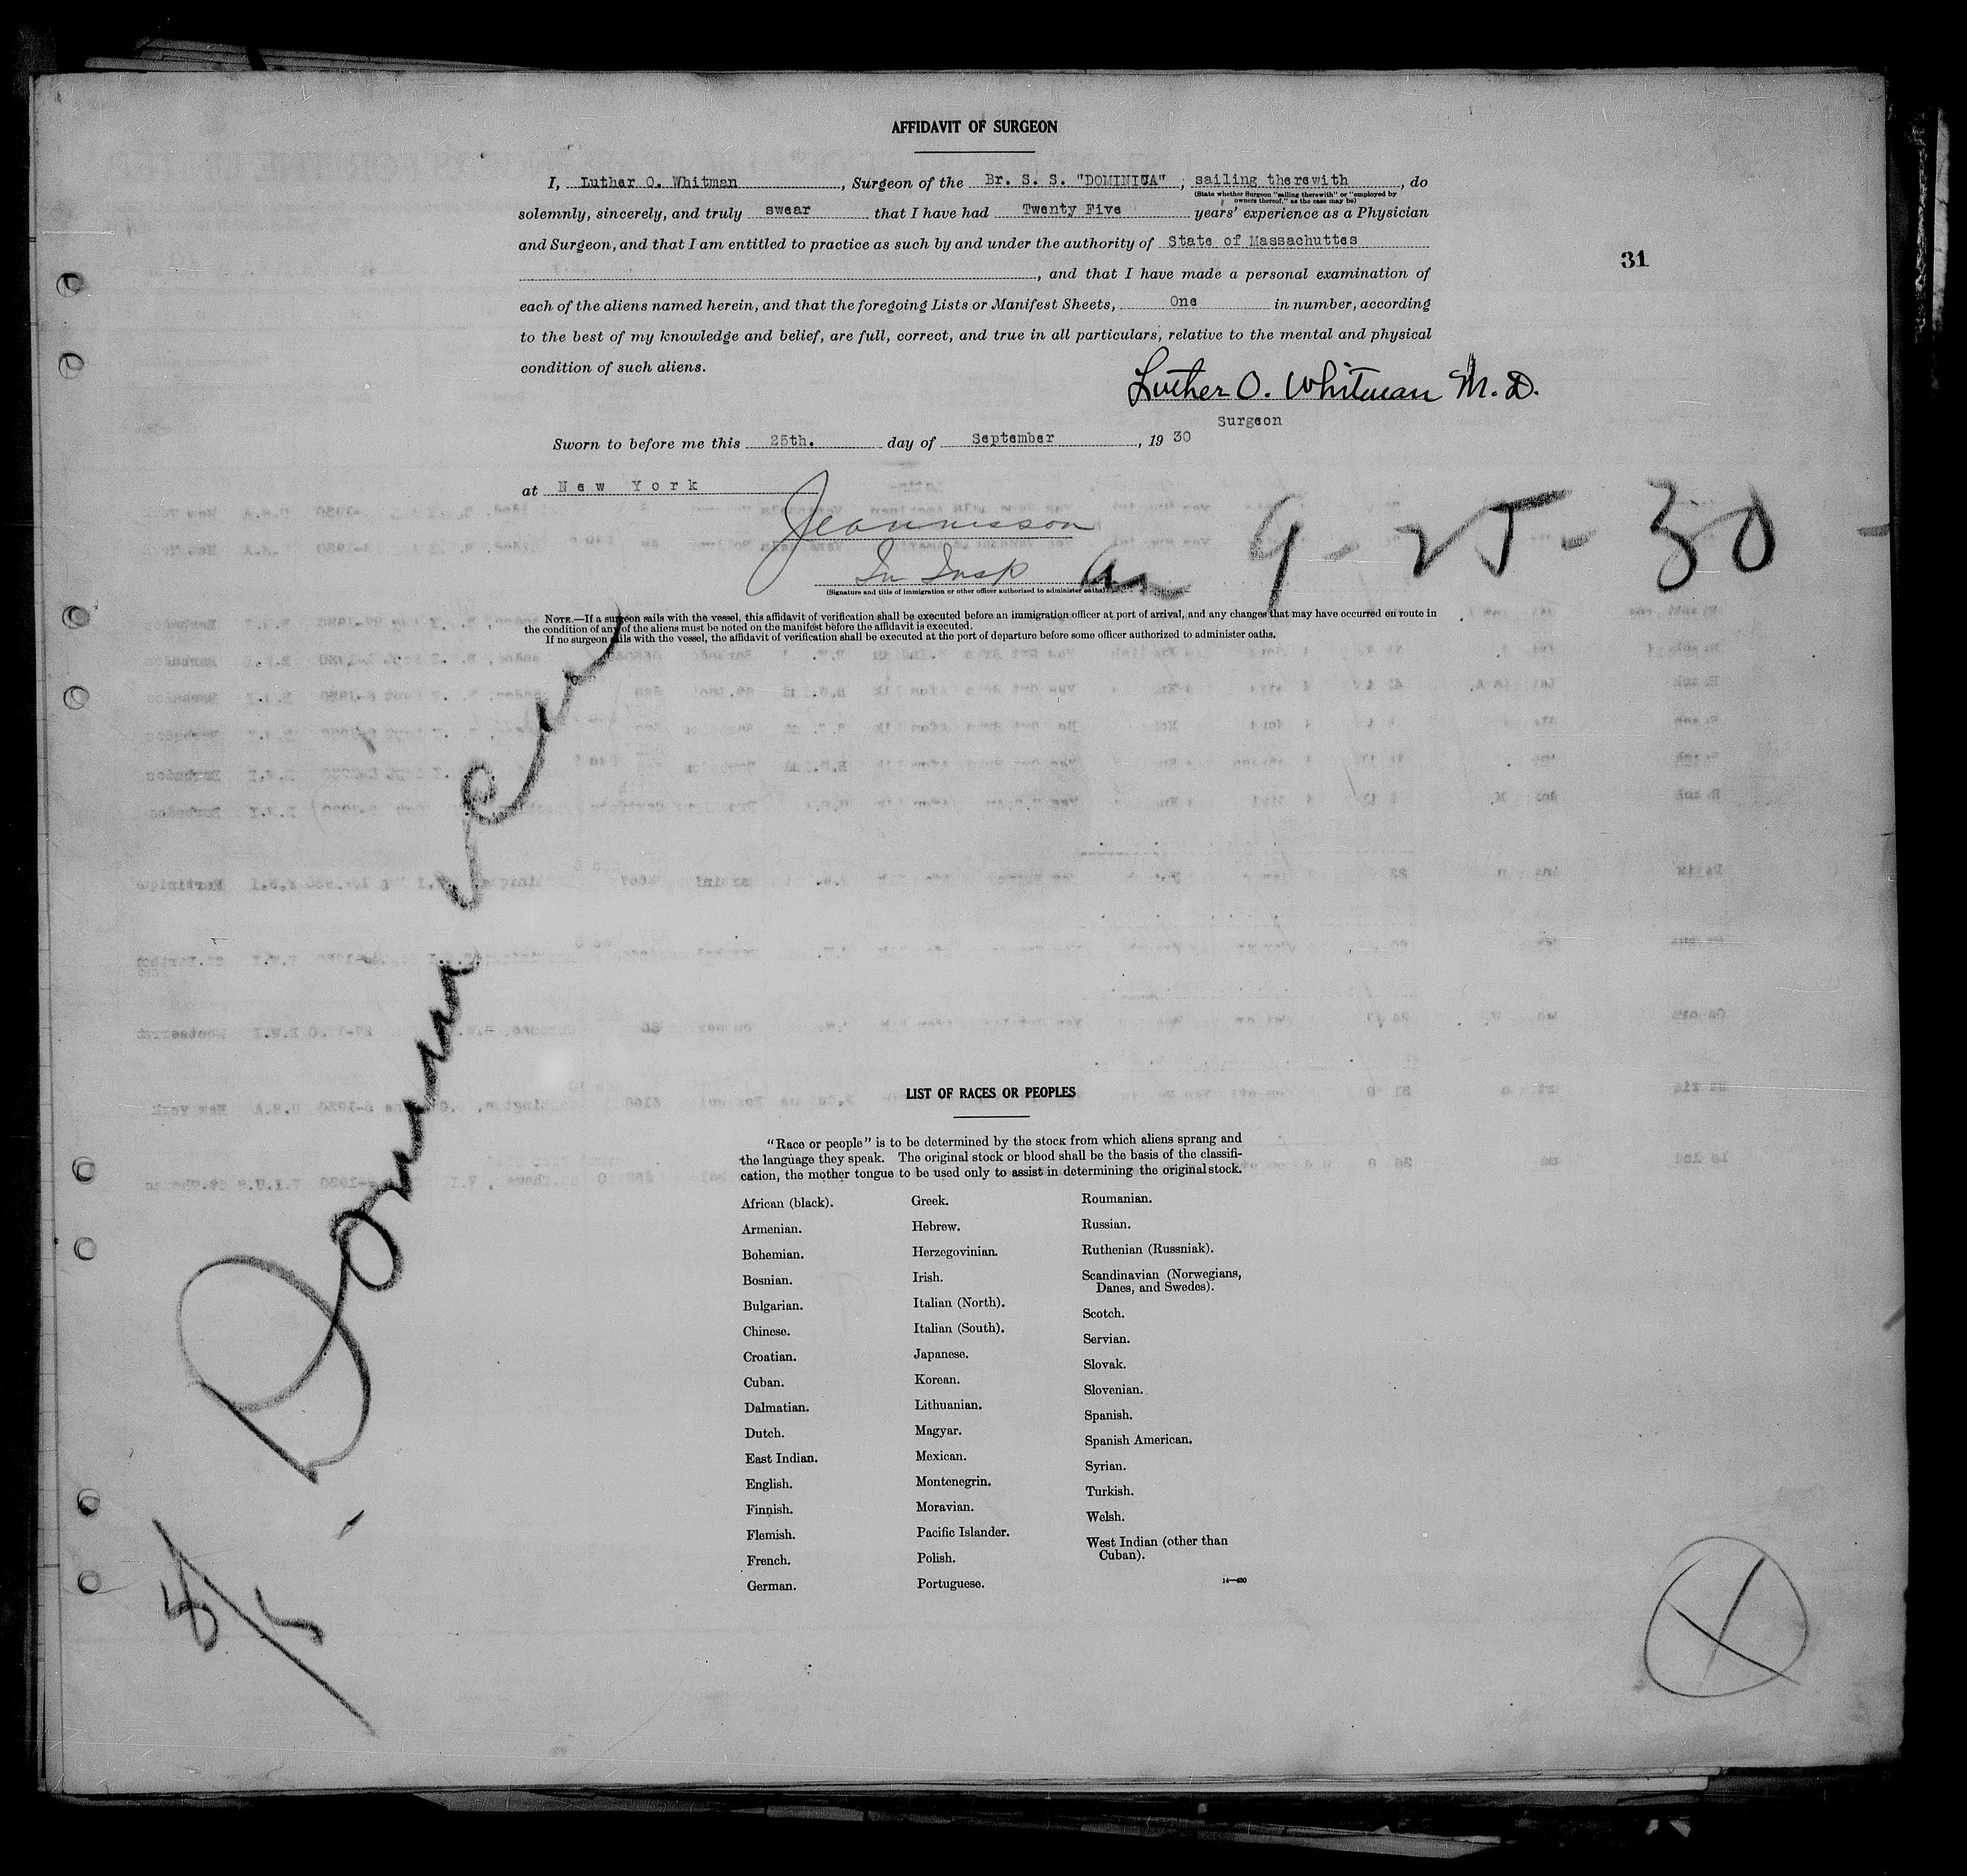 AFFIDAVIT OF SURGEON
I, Luther O. Whitman, Surgeon of the Br. S. S. "DOMINICA", sailing therewith, do
(State whether Surgeon "sailing therewith" or "employed by
owners thereof," as the case may be)
solemnly, sincerely, and truly swear that I have had Twenty Five years' experience as a Physician
and Surgeon, and that I am entitled to practice as such by and under the authority of State of Massachuttes
31
, and that I have made a personal examination of
each of the aliens named herein, and that the foregoing Lists or Manifest Sheets, One in number, according
to the best of my knowledge and belief, are full, correct, and true in all particulars, relative to the mental and physical
condition of such aliens.
Luther O. Whitman M. D.
Surgeon
Sworn to before me this 25th. day of September, 19 30
at New York
9-25-30
(Signature and title of immigration or other officer authorized to administer oaths)
NOTE.—If a surgeon sails with the vessel, this affidavit of verification shall be executed before an immigration officer at port of arrival, and any changes that may have occurred en route in
the condition of any of the aliens must be noted on the manifest before the affidavit is executed.
If no surgeon sails with the vessel, the affidavit of verification shall be executed at the port of departure before some officer authorized to administer oaths.
Dominica
LIST OF RACES OR PEOPLES
"Race or people" is to be determined by the stock from which aliens sprang and
the language they speak. The original stock or blood shall be the basis of the classifi-
cation, the mother tongue to be used only to assist in determining the original stock.
African (black).
Armenian.
Bohemian.
Bosnian.
Bulgarian.
Chinese.
Croatian.
Cuban.
Dalmatian.
Dutch.
East Indian.
English.
Finnish.
Flemish.
French.
German.
Greek.
Hebrew.
Herzegovinian.
Irish.
Italian (North).
Italian (South).
Japanese.
Korean.
Lithuanian.
Magyar.
Mexican.
Montenegrin.
Moravian.
Pacific Islander.
Polish.
Portuguese.
Roumanian.
Russian.
Ruthenian (Russniak).
Scandinavian (Norwegians,
Danes, and Swedes).
Scotch.
Servian.
Slovak.
Slovenian.
Spanish.
Spanish American.
Syrian.
Turkish.
Welsh.
West Indian (other than
Cuban).
14—430